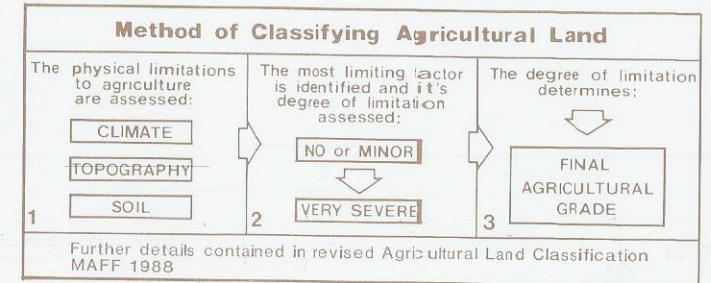 Method of Classifying Agricultural Land
The physical limitations
to agriculture
are assessed:
CLIMATE
TOPOGRAPHY
SOIL
1
The most limiting factor
is identified and it's
degree of limitation
assessed:
NO or MINOR
VERY SEVERE
2
The degree of limitation
determines:
FINAL
AGRICULTURAL
GRADE
3
Further details contained in revised Agricultural Land Classification
MAFF 1988